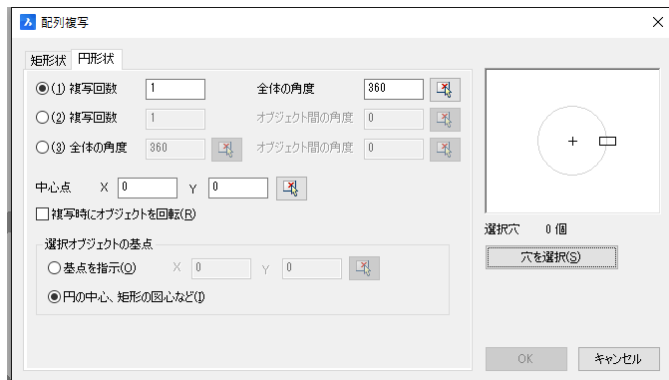 配列複写
矩形状 円形状
(1) 複写回数 1 全体の角度 360
(2) 複写回数 1 オブジェクト間の角度 0
(3) 全体の角度 360 オブジェクト間の角度 0
中心点 X 0 Y 0
複写時にオブジェクトを回転(R)
選択オブジェクトの基点
基点を指示(O) X 0 Y 0
円の中心、矩形の図心など(I)
選択穴 0 個
穴を選択(S)
OK キャンセル